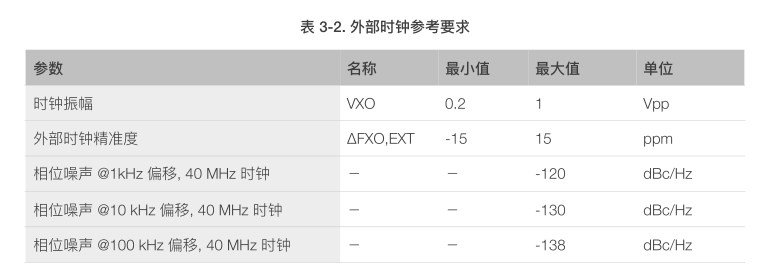 表 3-2. 外部时钟参考要求
参数 名称 最小值 最大值 单位
时钟振幅 VXO 0.2 1 Vpp
外部时钟精准度 ΔFXO,EXT -15 15 ppm
相位噪声 @1kHz 偏移, 40 MHz 时钟 — — -120 dBc/Hz
相位噪声 @10 kHz 偏移, 40 MHz 时钟 — — -130 dBc/Hz
相位噪声 @100 kHz 偏移, 40 MHz 时钟 — — -138 dBc/Hz